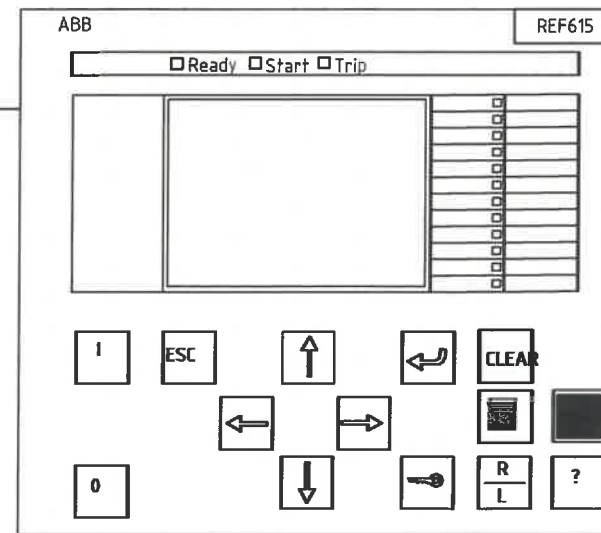 ABB REF615
Ready Start Trip
I ESC CLEAR
0 R ?
L